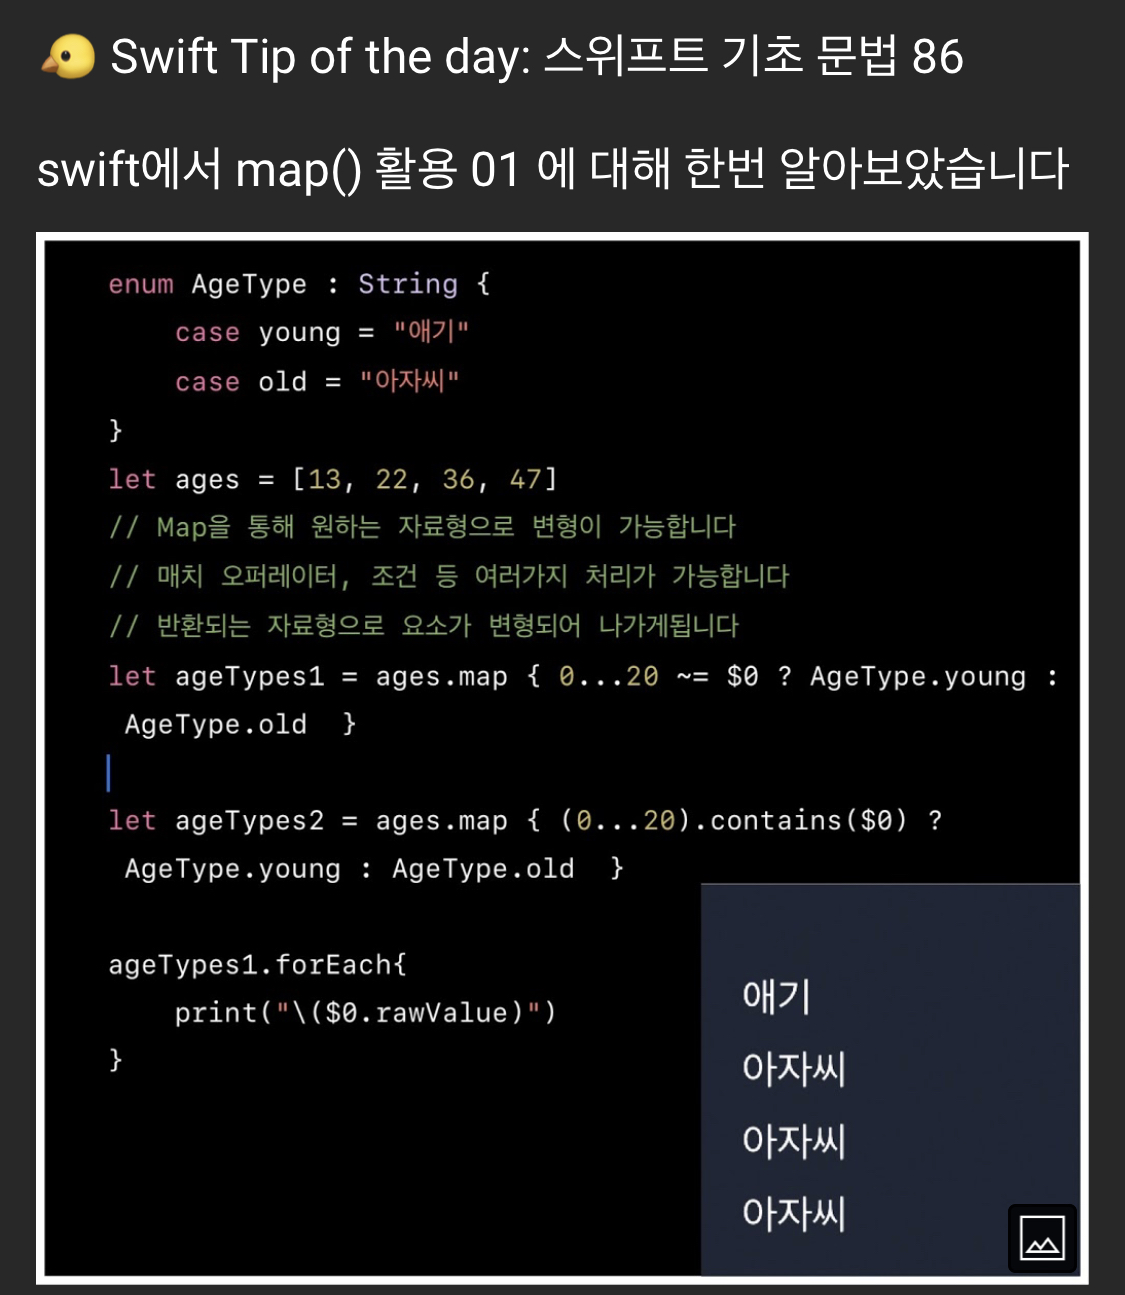 🐤 Swift Tip of the day: 스위프트 기초 문법 86
swift에서 map() 활용 01 에 대해 한번 알아보았습니다
enum AgeType : String {
    case young = "애기"
    case old = "아자씨"
}
let ages = [13, 22, 36, 47]
// Map을 통해 원하는 자료형으로 변형이 가능합니다
// 매치 오퍼레이터, 조건 등 여러가지 처리가 가능합니다
// 반환되는 자료형으로 요소가 변형되어 나가게됩니다
let ageTypes1 = ages.map { 0...20 ~= $0 ? AgeType.young :
 AgeType.old  }
let ageTypes2 = ages.map { (0...20).contains($0) ?
 AgeType.young : AgeType.old  }
ageTypes1.forEach{
    print("\($0.rawValue)")
}
애기
아자씨
아자씨
아자씨